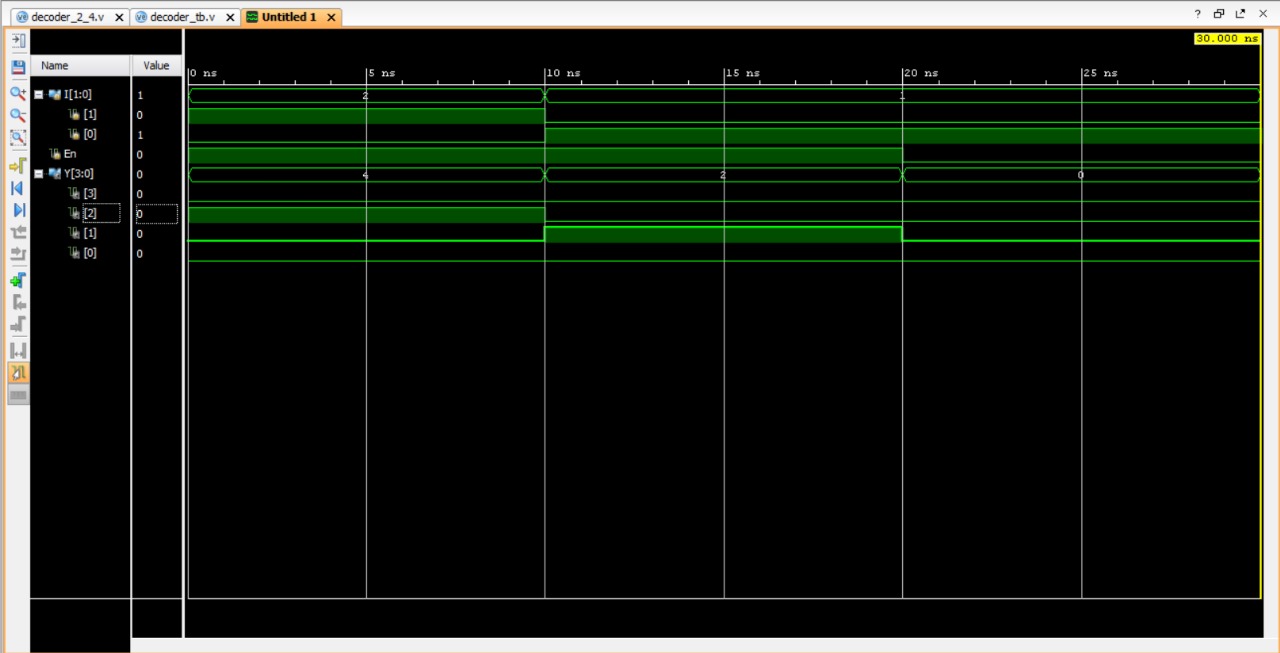 decoder_2_4.v decoder_tb.v Untitled 1
30.000 ns
Name Value
0 ns 5 ns 10 ns 15 ns 20 ns 25 ns
I[1:0] 1 2 1
[1] 0
[0] 1
En 0
Y[3:0] 0 4 2 0
[3] 0
[2] 0
[1] 0
[0] 0